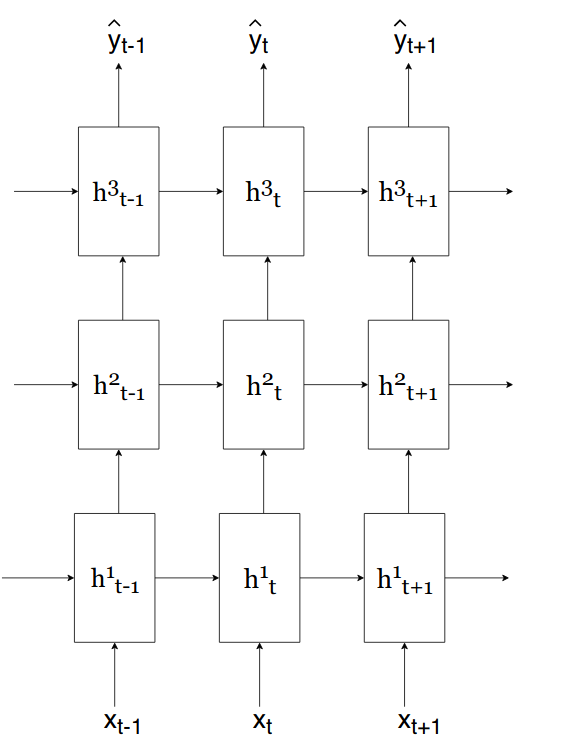 ŷt-1 ŷt ŷt+1
h³t-1 h³t h³t+1
h²t-1 h²t h²t+1
h¹t-1 h¹t h¹t+1
xt-1 xt xt+1